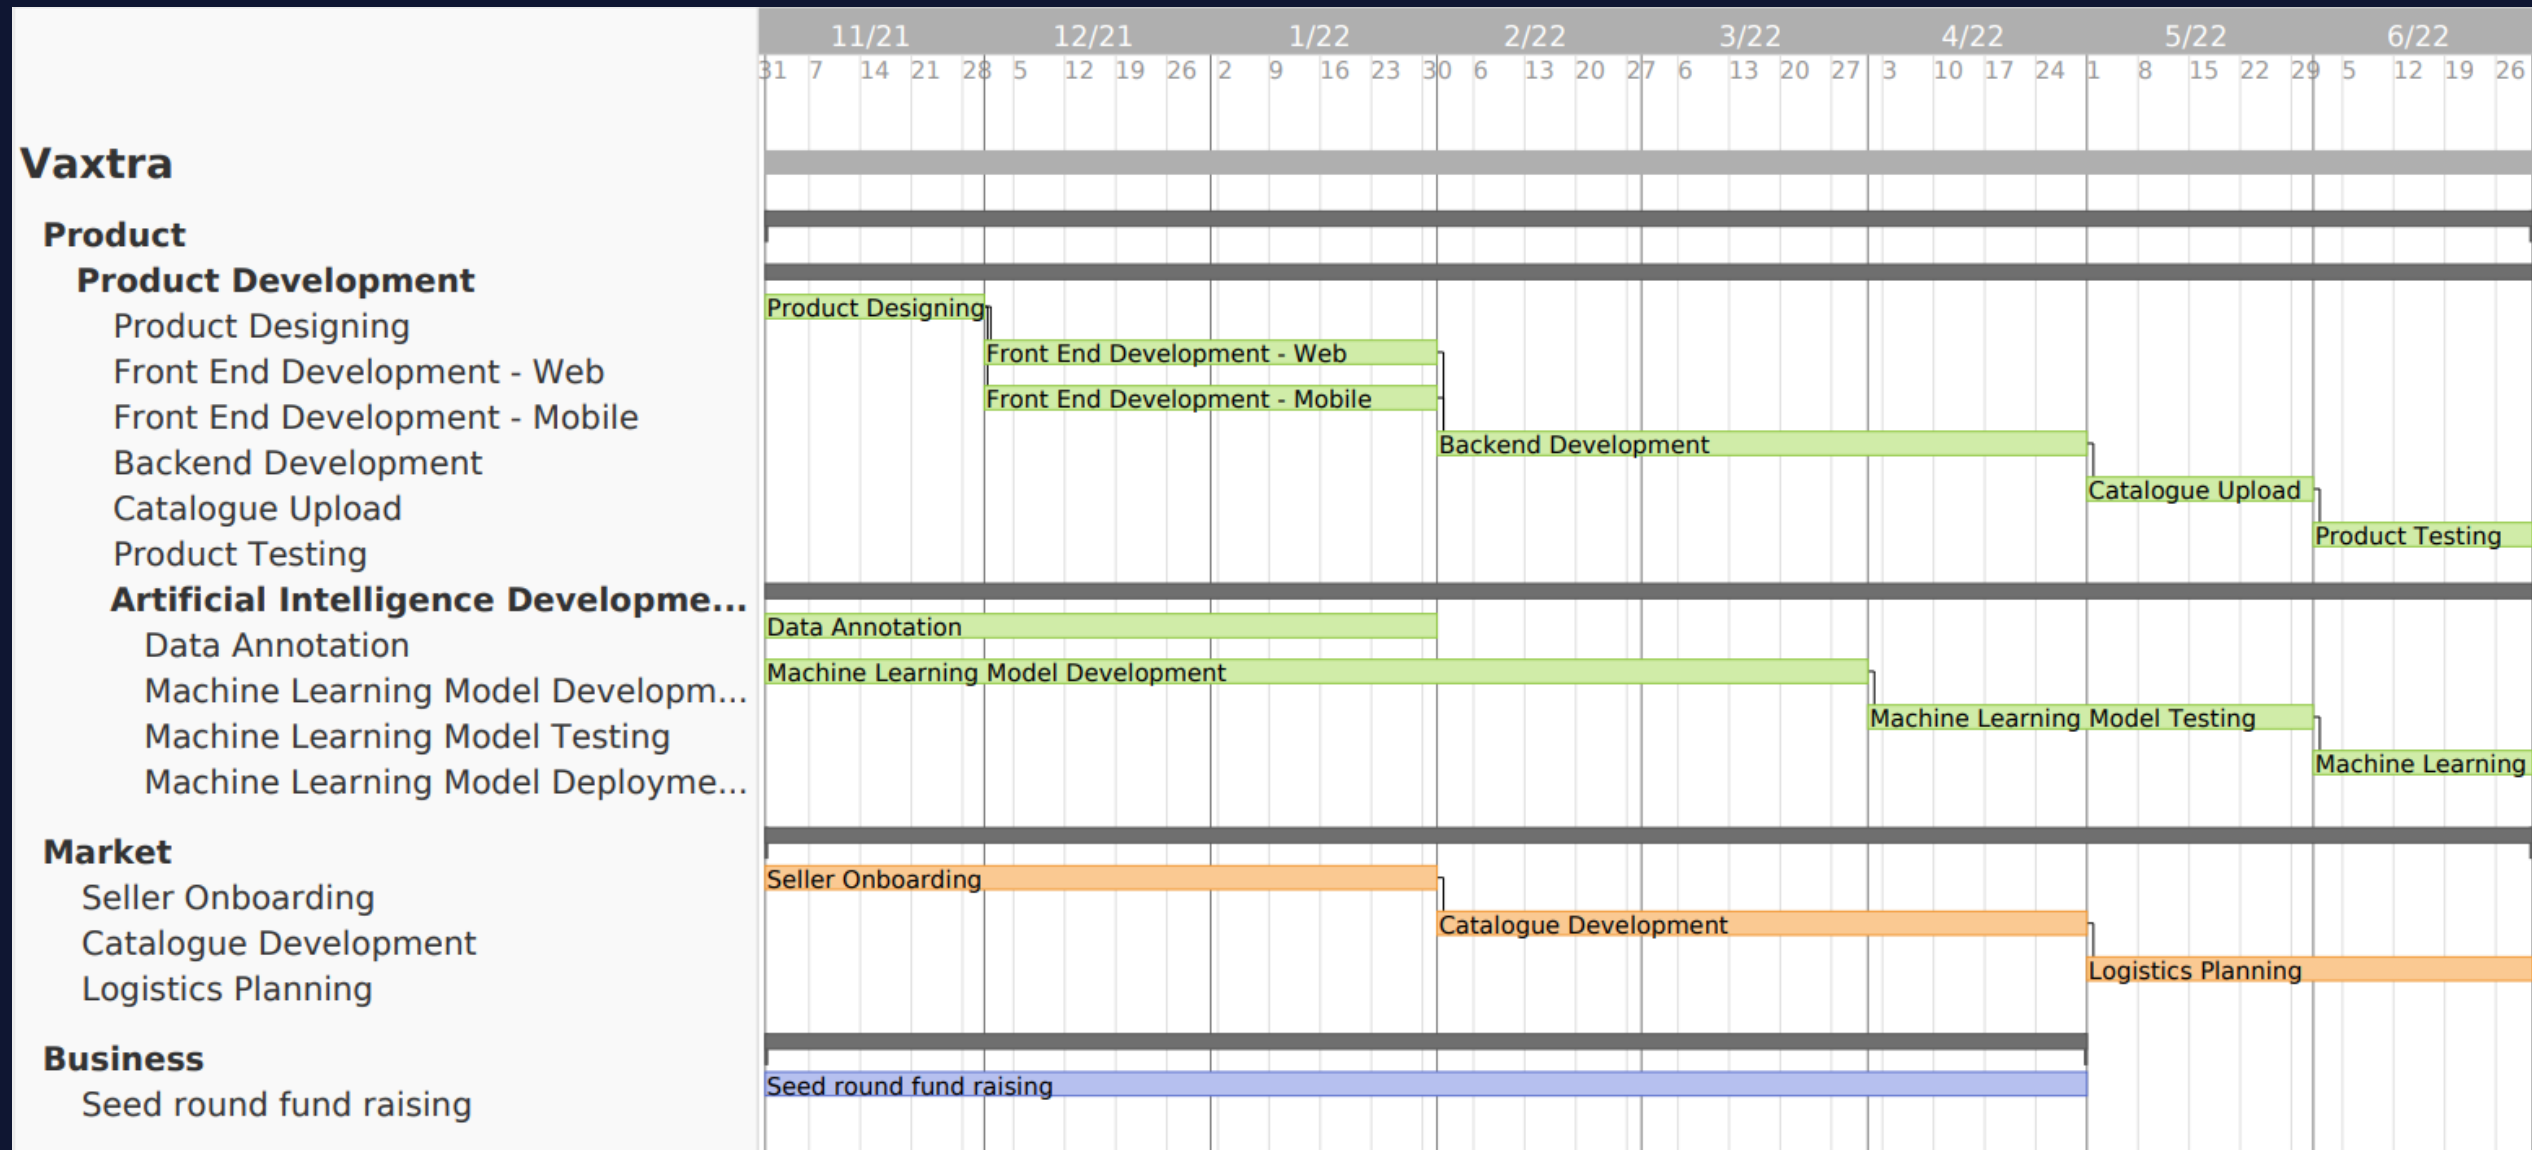 11/21 12/21 1/22 2/22 3/22 4/22 5/22 6/22
31 7 14 21 28 5 12 19 26 2 9 16 23 30 6 13 20 27 6 13 20 27 3 10 17 24 1 8 15 22 29 5 12 19 26
Vaxtra
Product
Product Development
Product Designing
Product Designing
Front End Development - Web
Front End Development - Web
Front End Development - Mobile
Front End Development - Mobile
Backend Development
Backend Development
Catalogue Upload
Catalogue Upload
Product Testing
Product Testing
Artificial Intelligence Developme...
Data Annotation
Data Annotation
Machine Learning Model Developm...
Machine Learning Model Development
Machine Learning Model Testing
Machine Learning Model Testing
Machine Learning Model Deployme...
Machine Learning
Market
Seller Onboarding
Seller Onboarding
Catalogue Development
Catalogue Development
Logistics Planning
Logistics Planning
Business
Seed round fund raising
Seed round fund raising